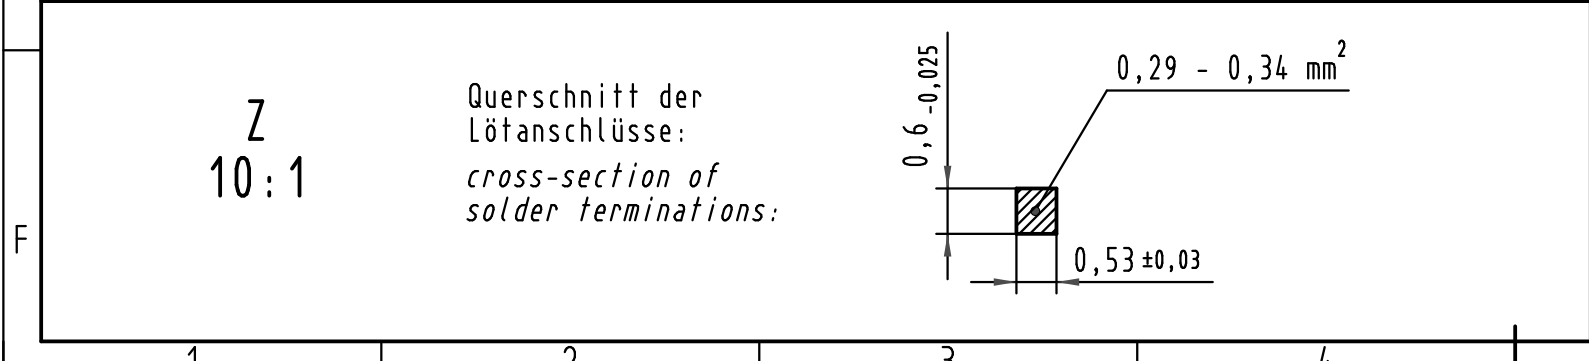 Z
10:1
Querschnitt der
Lötanschlüsse:
cross-section of
solder terminations:
0,6 -0,025
0,29 - 0,34 mm²
0,53 ±0,03
F
1 2 3 4